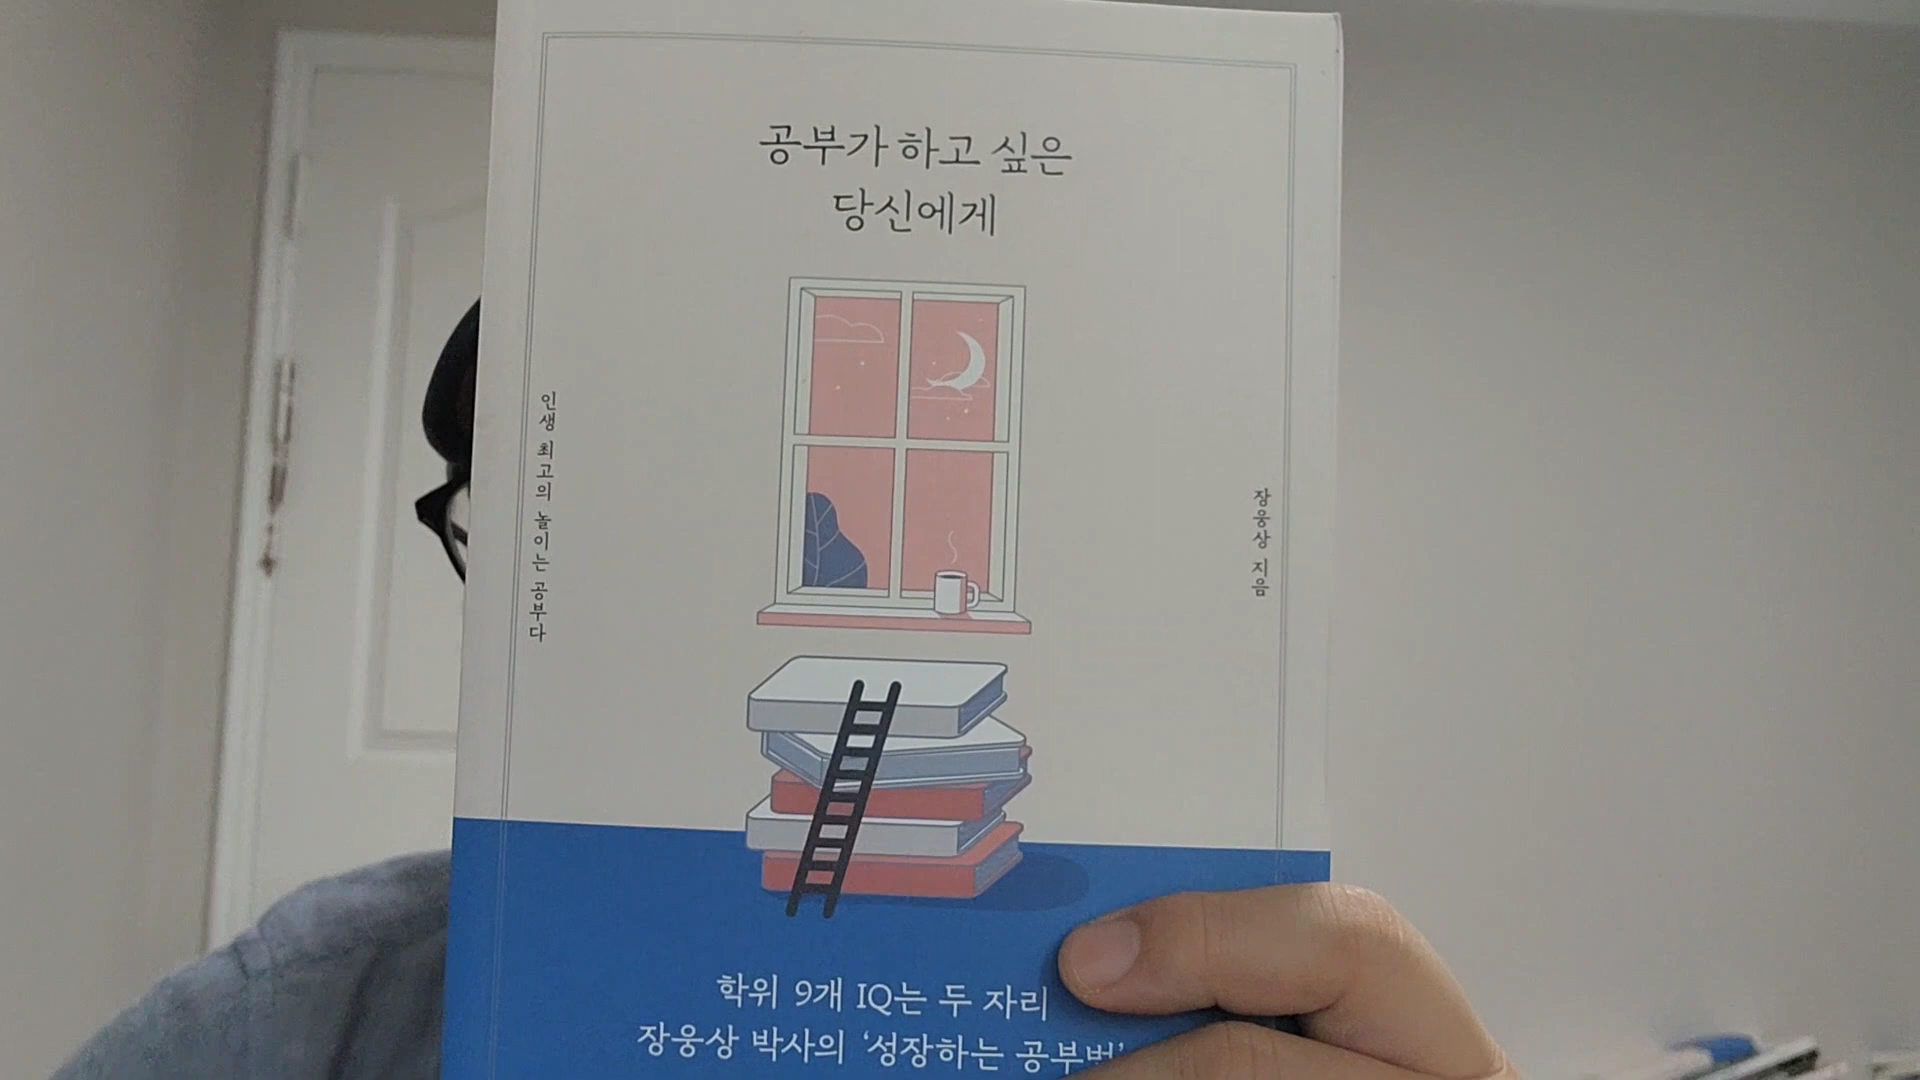 공부가 하고 싶은
당신에게
인생 최고의 놀이는 공부다
장웅상 지음
학위 9개 IQ는 두 자리
장웅상 박사의 ‘성장하는 공부법’